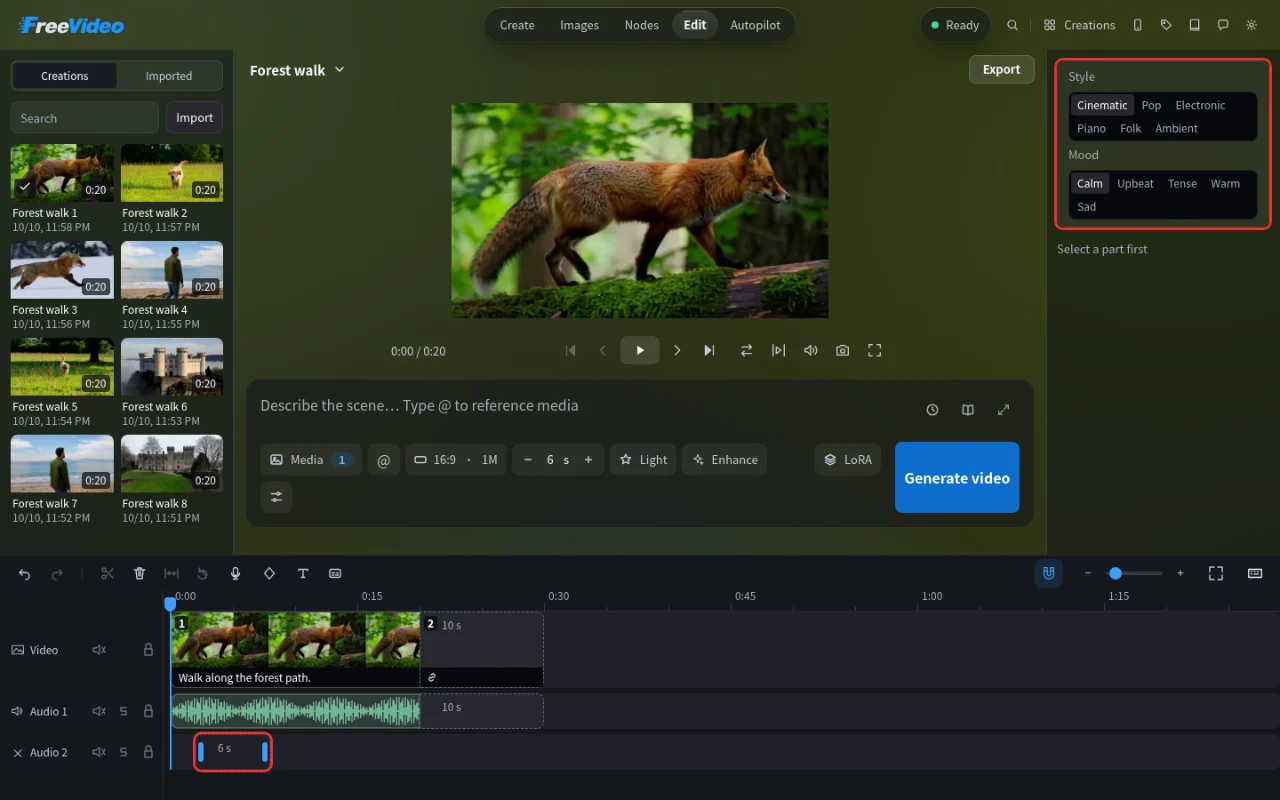 FreeVideo
Create Images Nodes Edit Autopilot
Ready
Creations
Creations Imported
Search Import
0:20 0:20
Forest walk 1 Forest walk 2
10/10, 11:58 PM 10/10, 11:57 PM
0:20 0:20
Forest walk 3 Forest walk 4
10/10, 11:56 PM 10/10, 11:55 PM
0:20 0:20
Forest walk 5 Forest walk 6
10/10, 11:54 PM 10/10, 11:53 PM
0:20 0:20
Forest walk 7 Forest walk 8
10/10, 11:52 PM 10/10, 11:51 PM
Forest walk
Export
0:00 / 0:20
Describe the scene… Type @ to reference media
Media 1 @ 16:9 • 1M − 6 s + Light Enhance LoRA
Generate video
Style
Cinematic Pop Electronic
Piano Folk Ambient
Mood
Calm Upbeat Tense Warm
Sad
Select a part first
T
− +
0:00 0:15 0:30 0:45 1:00 1:15
1 2 10 s
Video
Walk along the forest path.
Audio 1 S 10 s
Audio 2 S 6 s